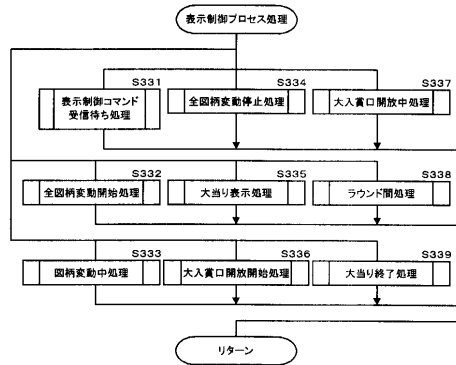 表示制御プロセス処理
S331
表示制御コマンド
受信待ち処理
S334
全図柄変動停止処理
S337
大入賞口開放中処理
S332
全図柄変動開始処理
S335
大当り表示処理
S338
ラウンド間処理
S333
図柄変動中処理
S336
大入賞口開放開始処理
S339
大当り終了処理
リターン